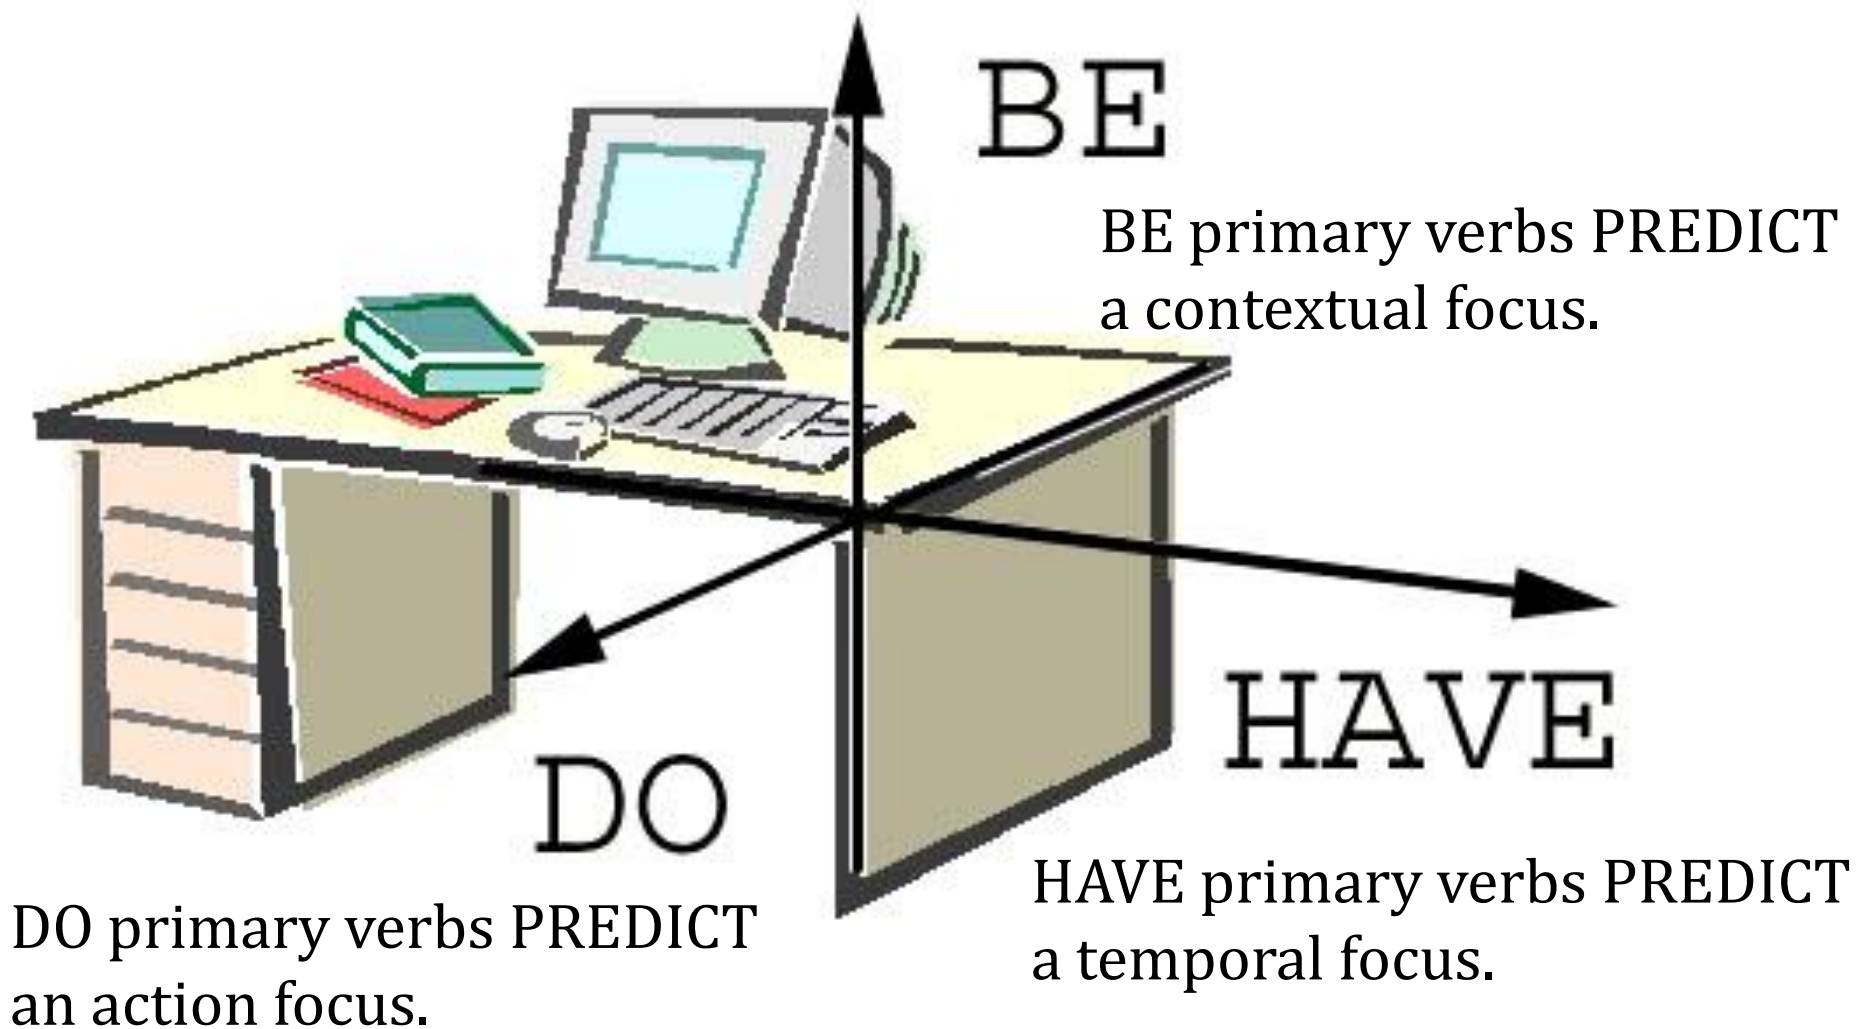 BE
BE primary verbs PREDICT
a contextual focus.
HAVE
HAVE primary verbs PREDICT
a temporal focus.
DO
DO primary verbs PREDICT
an action focus.